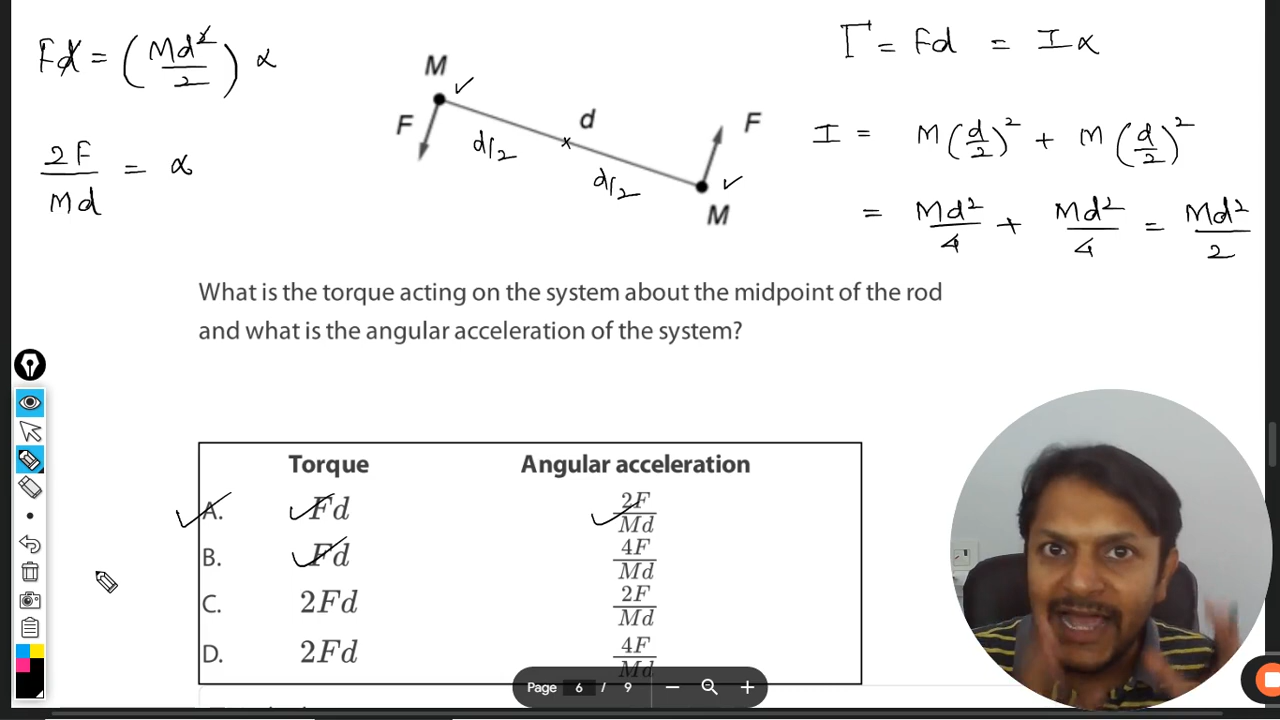 Fd = (Md²/2) α
2F/Md = α
M
F
d/2
d
d/2
F
M
Γ = Fd = Iα
I = M(d/2)² + M(d/2)²
= Md²/4 + Md²/4 = Md²/2
What is the torque acting on the system about the midpoint of the rod
and what is the angular acceleration of the system?
Torque Angular acceleration
A. Fd 2F/Md
B. Fd 4F/Md
C. 2Fd 2F/Md
D. 2Fd 4F/Md
Page 6 / 9